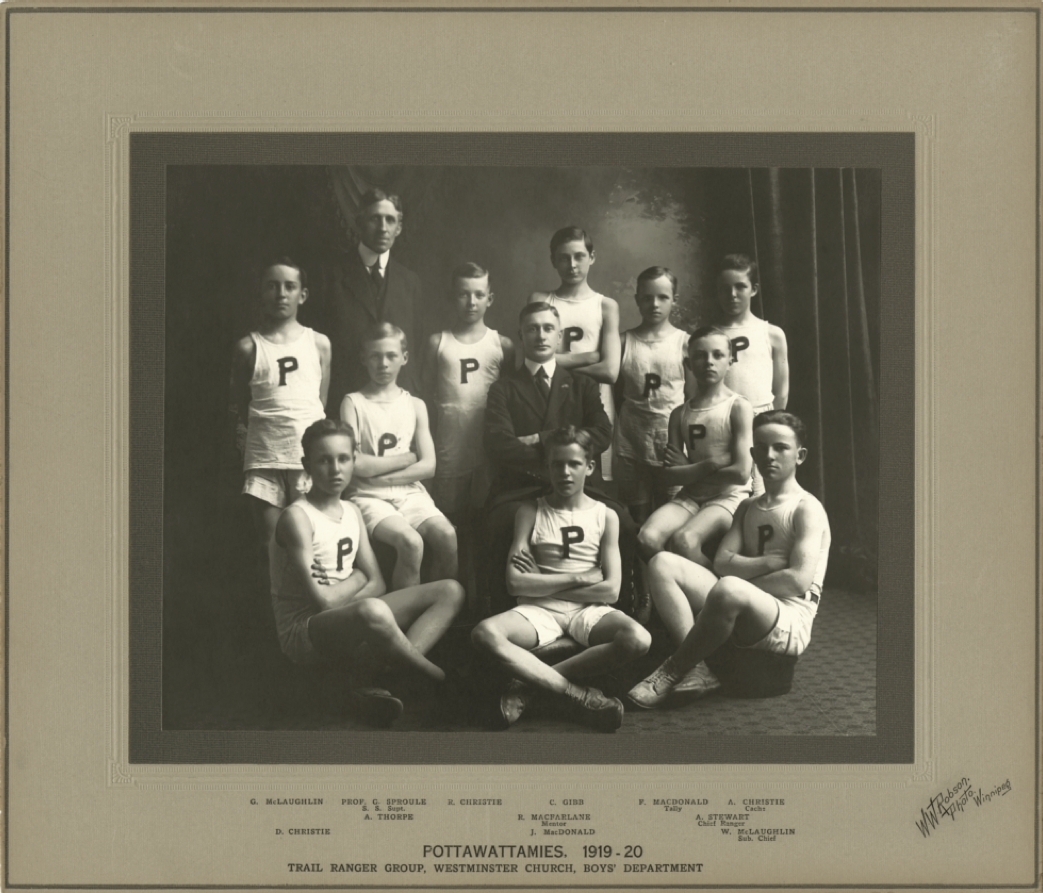 P
P
P
P
P
P
P
P
P
P
G. McLAUGHLIN PROF. G. SPROULE R. CHRISTIE C. GIBB F. MACDONALD A. CHRISTIE
S. S. Supt. Tally Cache
A. THORPE R. MACFARLANE A. STEWART
Mentor Chief Ranger
D. CHRISTIE J. MacDONALD W. McLAUGHLIN
Sub. Chief
POTTAWATTAMIES. 1919-20
TRAIL RANGER GROUP, WESTMINSTER CHURCH, BOYS' DEPARTMENT
WW Robson.
Photo.
Winnipeg